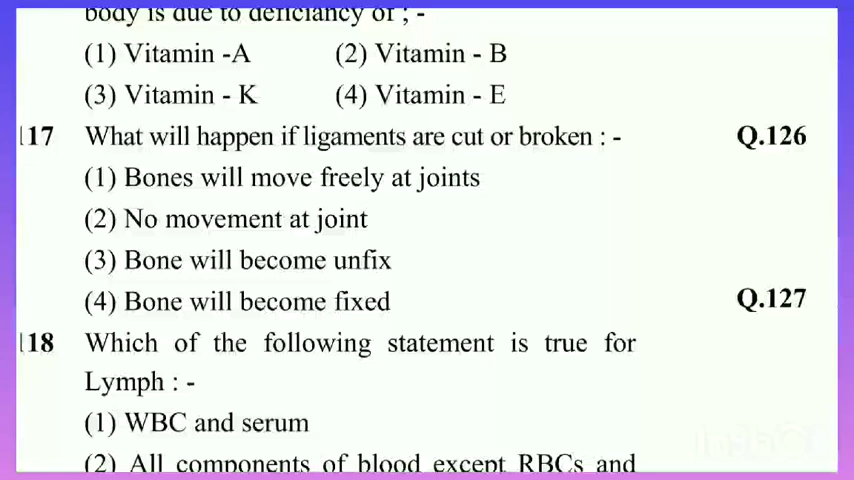 body is due to deficiancy of ; -
(1) Vitamin -A (2) Vitamin - B
(3) Vitamin - K (4) Vitamin - E
117 What will happen if ligaments are cut or broken : - Q.126
(1) Bones will move freely at joints
(2) No movement at joint
(3) Bone will become unfix
(4) Bone will become fixed Q.127
118 Which of the following statement is true for
Lymph : -
(1) WBC and serum
(2) All components of blood except RBCs and